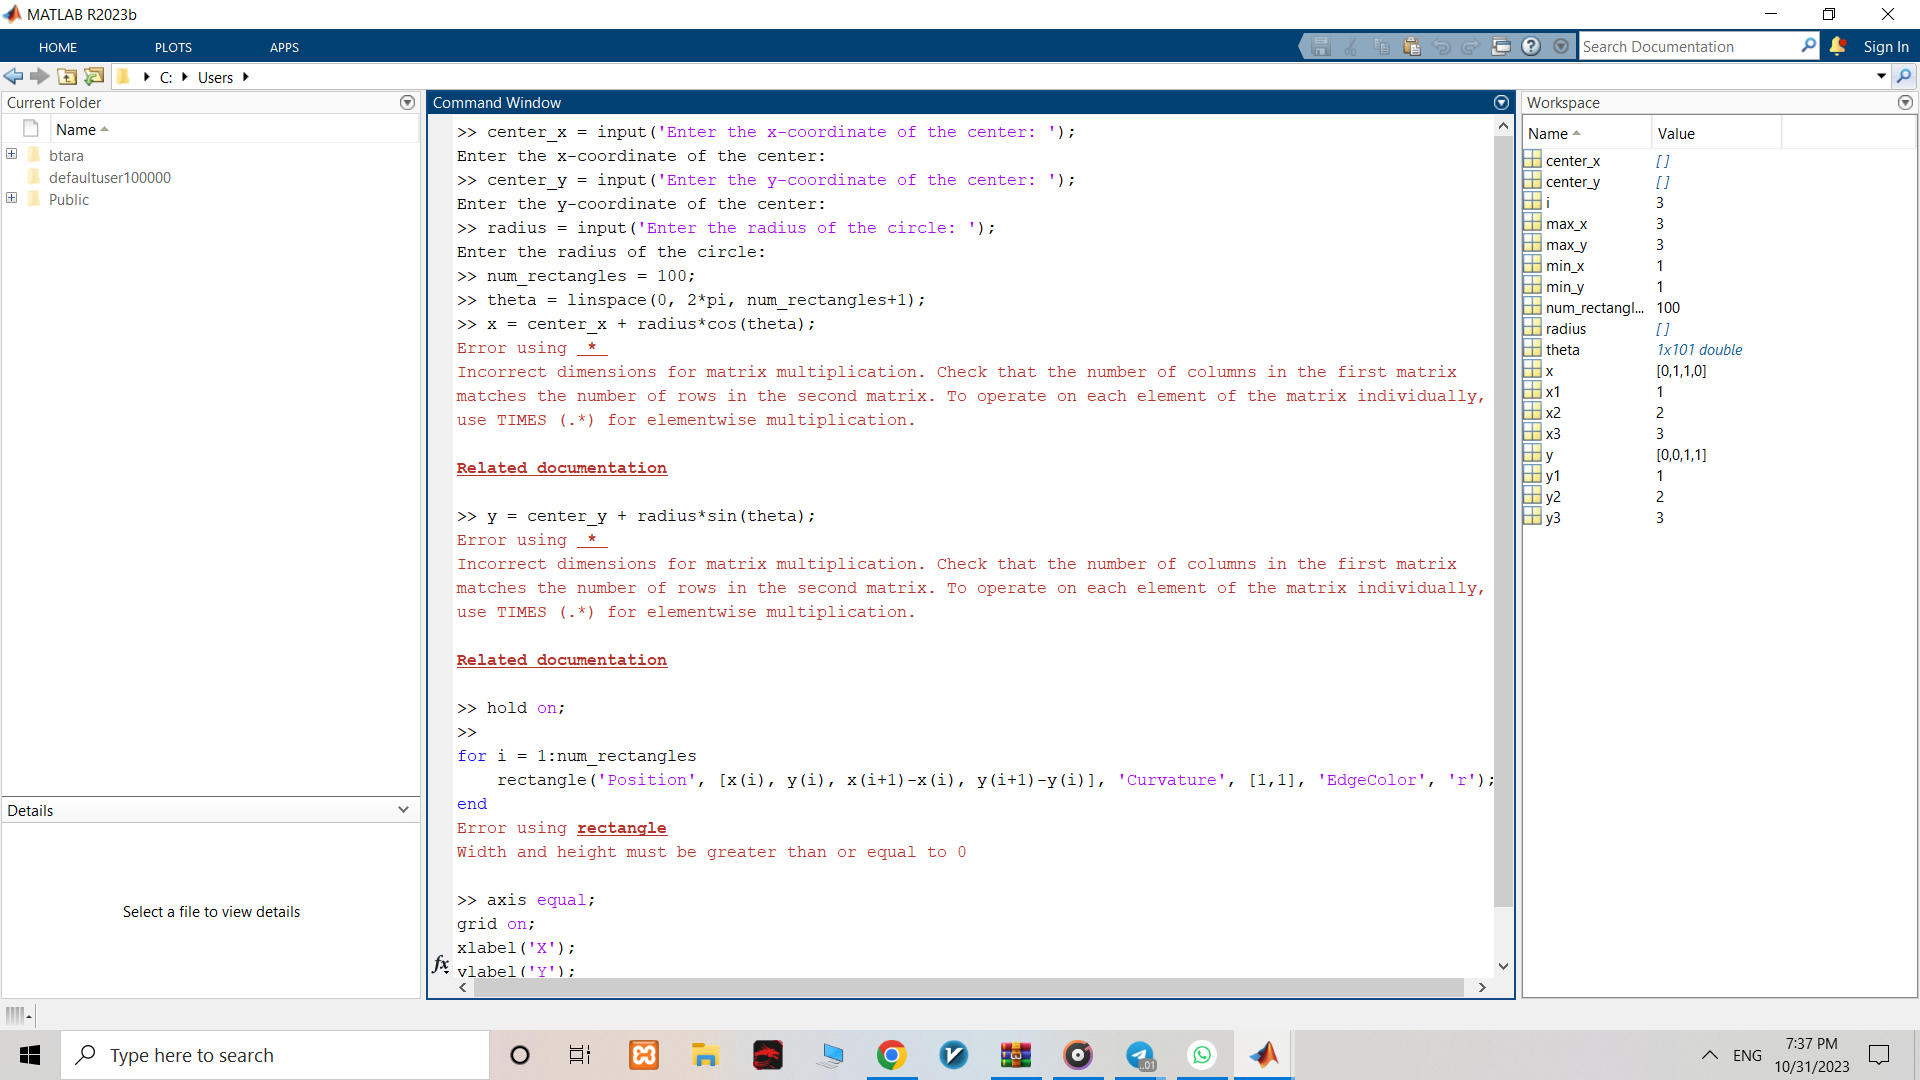 MATLAB R2023b
HOME PLOTS APPS
Search Documentation
Sign In
C: Users
Current Folder
Name
btara
defaultuser100000
Public
Details
Select a file to view details
Command Window
>> center_x = input('Enter the x-coordinate of the center: ');
Enter the x-coordinate of the center:
>> center_y = input('Enter the y-coordinate of the center: ');
Enter the y-coordinate of the center:
>> radius = input('Enter the radius of the circle: ');
Enter the radius of the circle:
>> num_rectangles = 100;
>> theta = linspace(0, 2*pi, num_rectangles+1);
>> x = center_x + radius*cos(theta);
Error using *
Incorrect dimensions for matrix multiplication. Check that the number of columns in the first matrix
matches the number of rows in the second matrix. To operate on each element of the matrix individually,
use TIMES (.*) for elementwise multiplication.
Related documentation
>> y = center_y + radius*sin(theta);
Error using *
Incorrect dimensions for matrix multiplication. Check that the number of columns in the first matrix
matches the number of rows in the second matrix. To operate on each element of the matrix individually,
use TIMES (.*) for elementwise multiplication.
Related documentation
>> hold on;
>>
for i = 1:num_rectangles
rectangle('Position', [x(i), y(i), x(i+1)-x(i), y(i+1)-y(i)], 'Curvature', [1,1], 'EdgeColor', 'r');
end
Error using rectangle
Width and height must be greater than or equal to 0
>> axis equal;
grid on;
xlabel('X');
ylabel('Y');
fx
Workspace
Name Value
center_x []
center_y []
i 3
max_x 3
max_y 3
min_x 1
min_y 1
num_rectangl... 100
radius []
theta 1x101 double
x [0,1,1,0]
x1 1
x2 2
x3 3
y [0,0,1,1]
y1 1
y2 2
y3 3
Type here to search
ENG
7:37 PM
10/31/2023